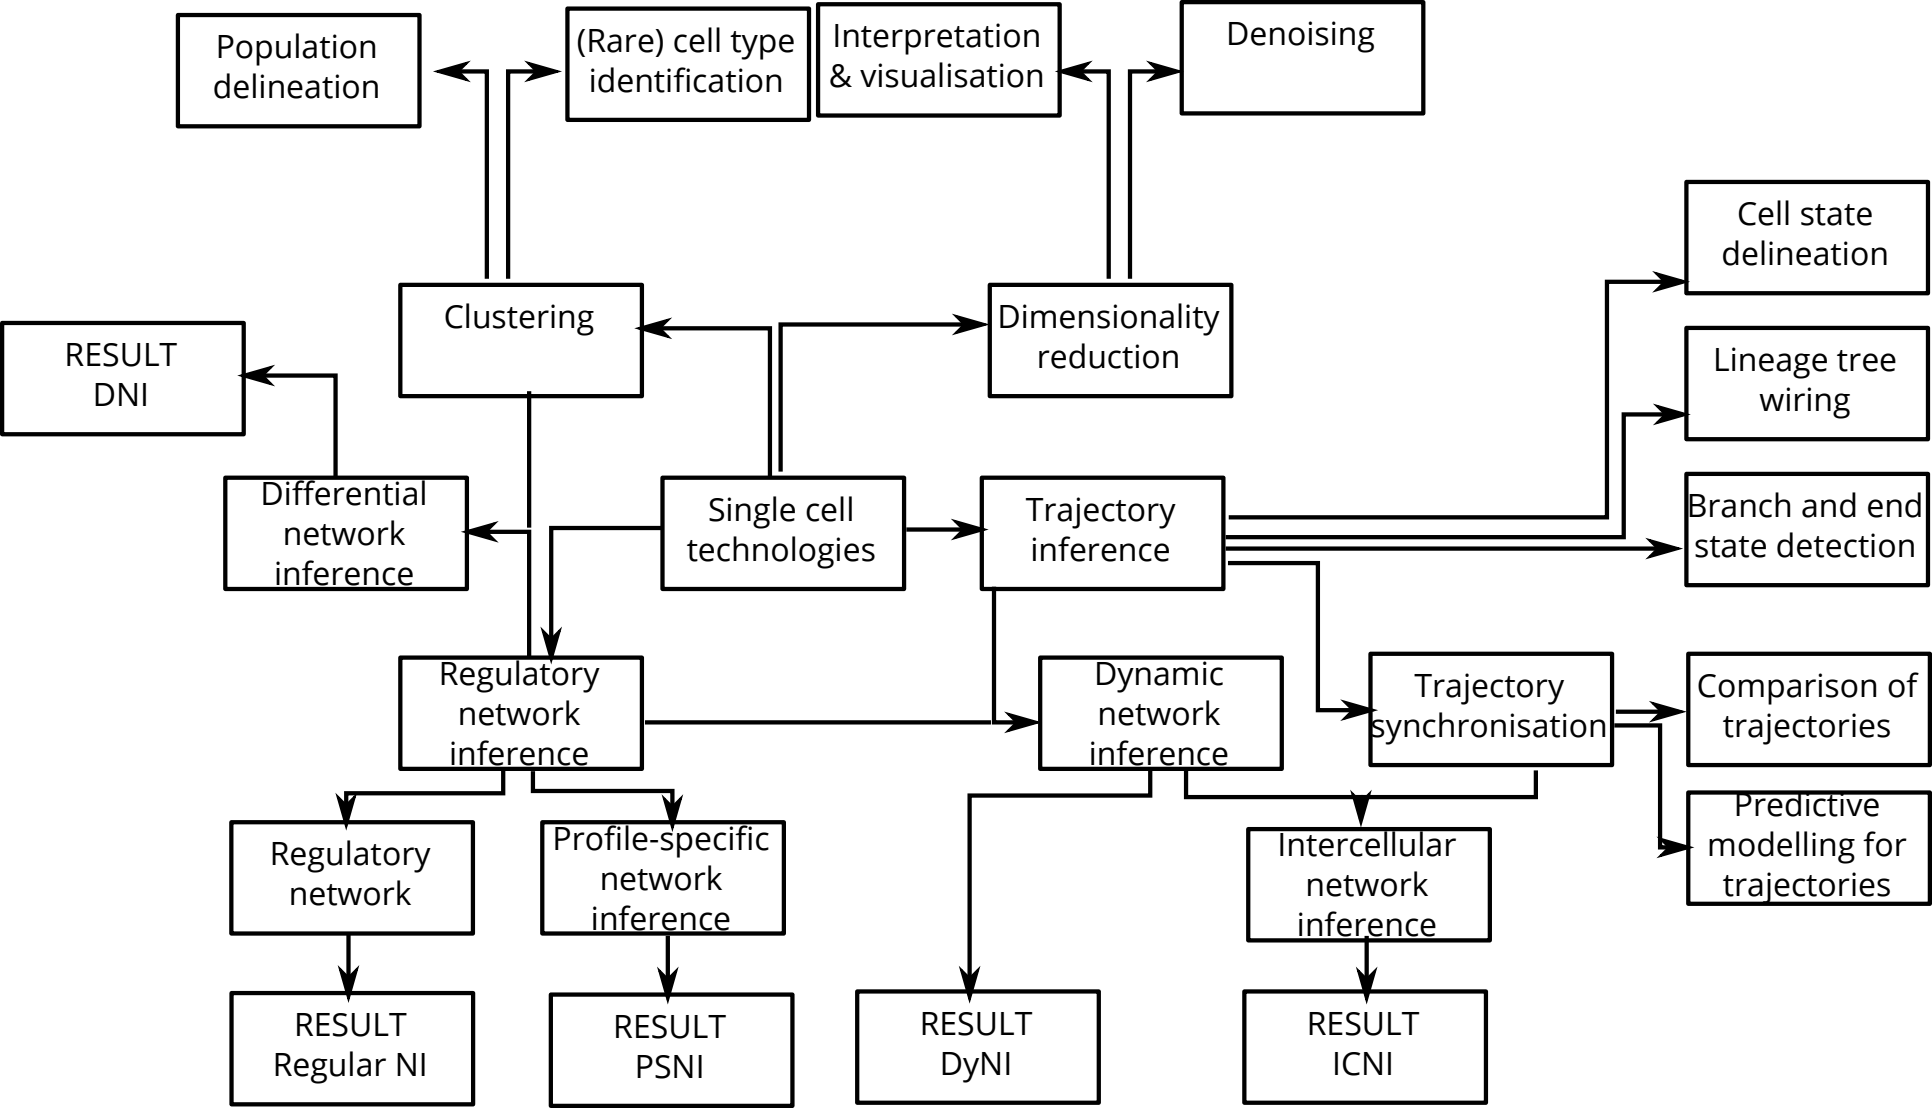 Population
delineation
(Rare) cell type
identification
Interpretation
& visualisation
Denoising
Cell state
delineation
Clustering
Dimensionality
reduction
RESULT
DNI
Lineage tree
wiring
Differential
network
inference
Single cell
technologies
Trajectory
inference
Branch and end
state detection
Regulatory
network
inference
Dynamic
network
inference
Trajectory
synchronisation
Comparison of
trajectories
Regulatory
network
Profile-specific
network
inference
Intercellular
network
inference
Predictive
modelling for
trajectories
RESULT
Regular NI
RESULT
PSNI
RESULT
DyNI
RESULT
ICNI